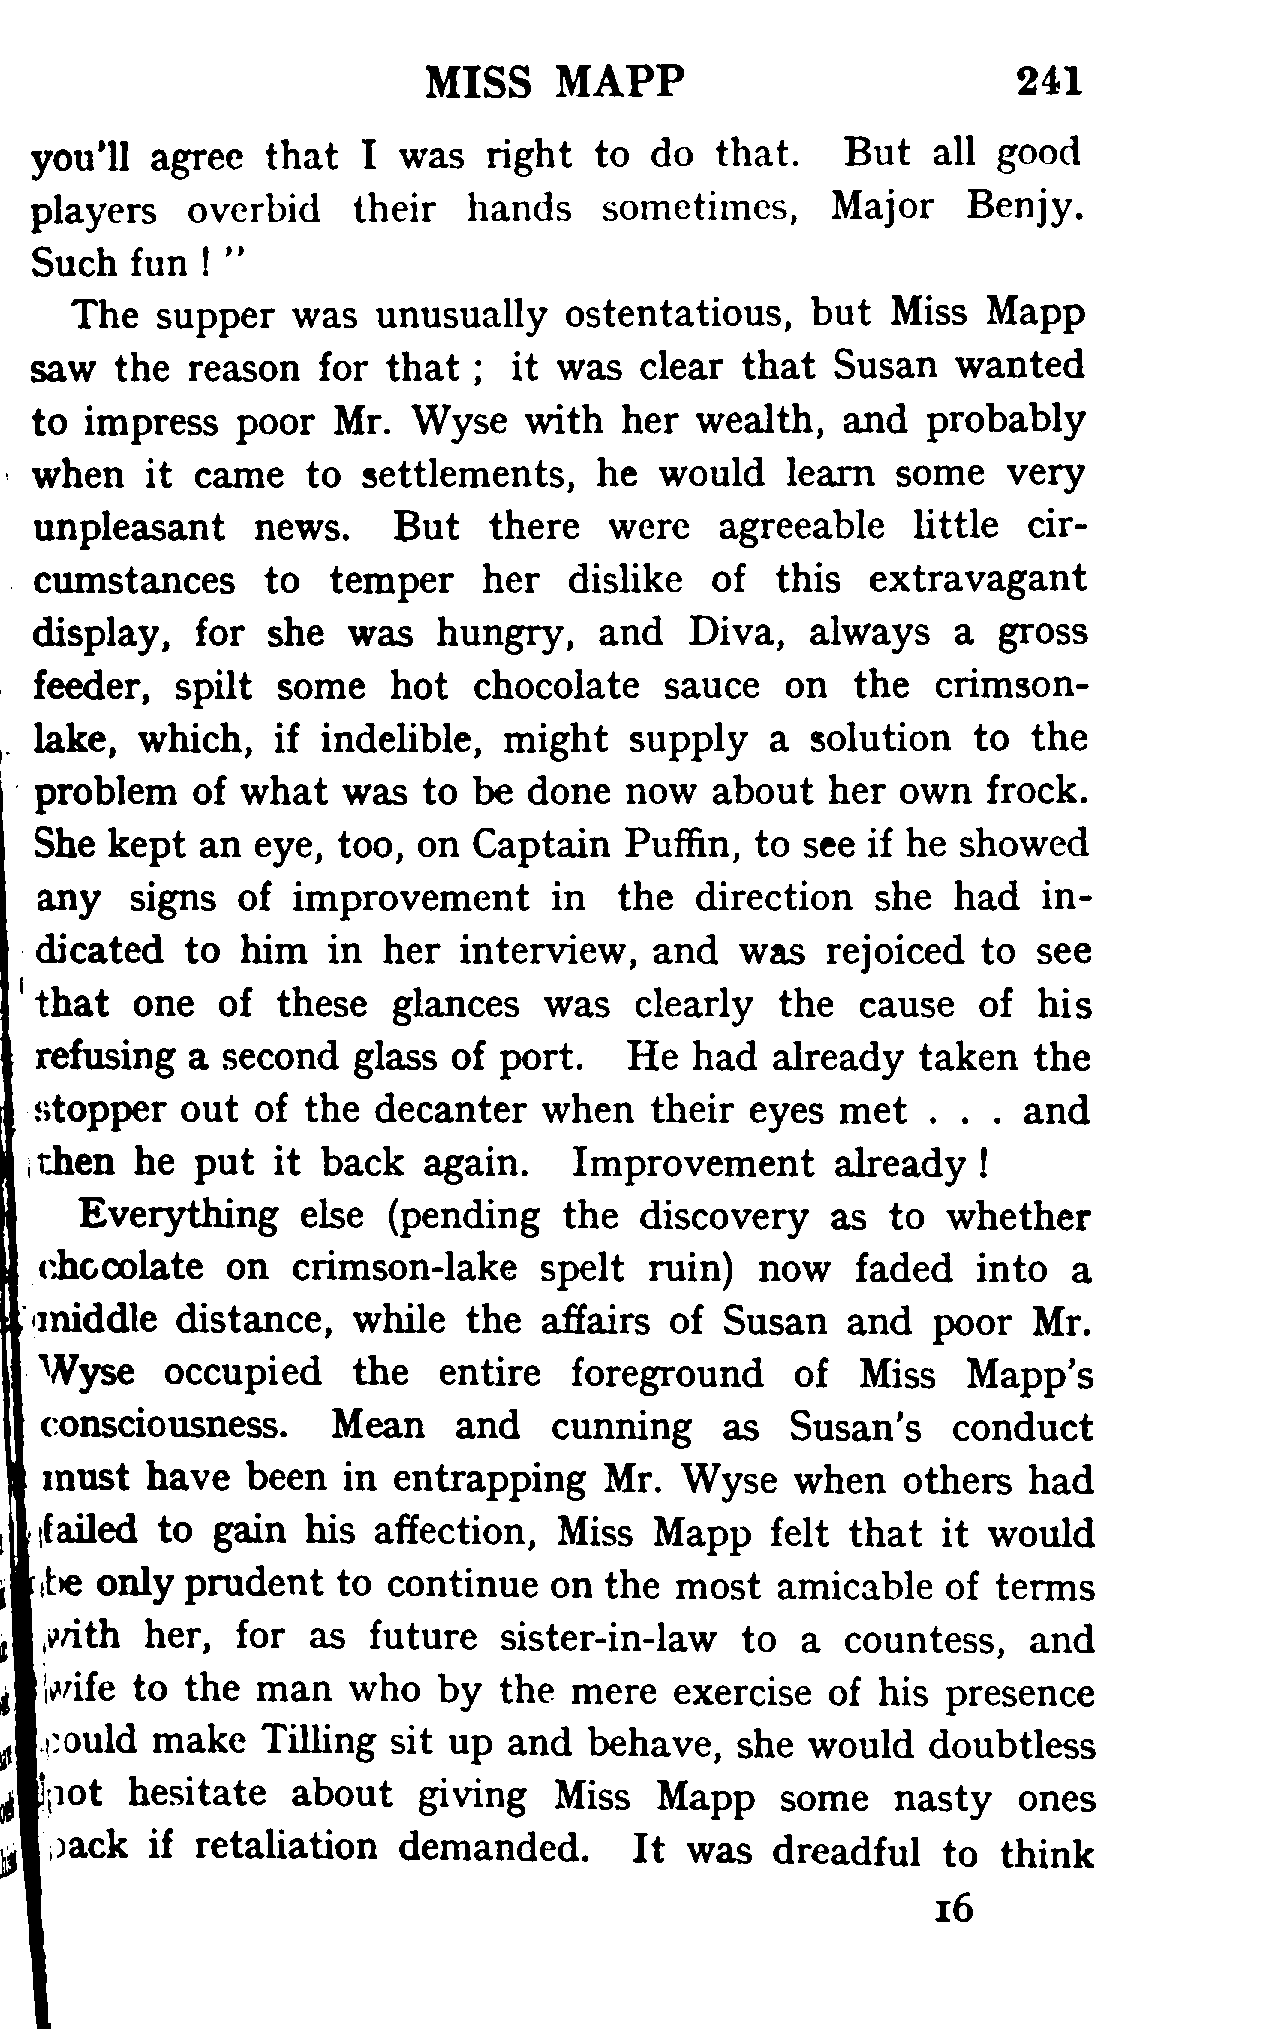 MISS MAPP 241
you'll agree that I was right to do that. But all good
players overbid their hands sometimes, Major Benjy.
Such fun ! "
The supper was unusually ostentatious, but Miss Mapp
saw the reason for that ; it was clear that Susan wanted
to impress poor Mr. Wyse with her wealth, and probably
when it came to settlements, he would learn some very
unpleasant news. But there were agreeable little cir-
cumstances to temper her dislike of this extravagant
display, for she was hungry, and Diva, always a gross
feeder, spilt some hot chocolate sauce on the crimson-
lake, which, if indelible, might supply a solution to the
problem of what was to be done now about her own frock.
She kept an eye, too, on Captain Puffin, to see if he showed
any signs of improvement in the direction she had in-
dicated to him in her interview, and was rejoiced to see
that one of these glances was clearly the cause of his
refusing a second glass of port. He had already taken the
stopper out of the decanter when their eyes met . . . and
then he put it back again. Improvement already !
Everything else (pending the discovery as to whether
chocolate on crimson-lake spelt ruin) now faded into a
middle distance, while the affairs of Susan and poor Mr.
Wyse occupied the entire foreground of Miss Mapp's
consciousness. Mean and cunning as Susan's conduct
must have been in entrapping Mr. Wyse when others had
failed to gain his affection, Miss Mapp felt that it would
be only prudent to continue on the most amicable of terms
with her, for as future sister-in-law to a countess, and
wife to the man who by the mere exercise of his presence
could make Tilling sit up and behave, she would doubtless
not hesitate about giving Miss Mapp some nasty ones
back if retaliation demanded. It was dreadful to think
16